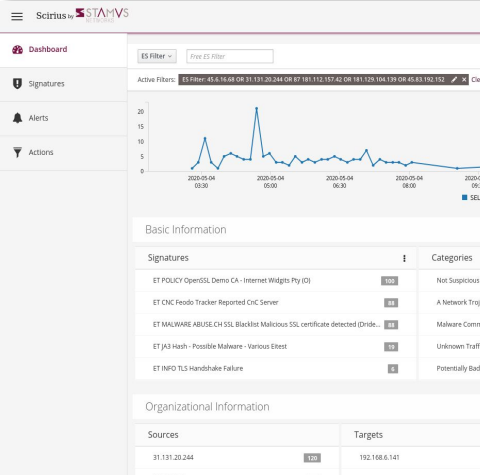 Scirius by STAMVS
NETWORKS
Dashboard
Signatures
Alerts
Actions
ES Filter
Free ES Filter
Active Filters: ES Filter: 45.6.16.68 OR 31.131.20.244 OR 87 181.112.157.42 OR 181.129.104.139 OR 45.83.192.152 Cle
20
15
10
5
0
2020-05-04 03:30
2020-05-04 05:00
2020-05-04 06:30
2020-05-04 08:00
2020-0
09:
SEL
Basic Information
Signatures
Categories
ET POLICY OpenSSL Demo CA - Internet Widgits Pty (O) 100
Not Suspicious
ET CNC Feodo Tracker Reported CnC Server 88
A Network Troj
ET MALWARE ABUSE.CH SSL Blacklist Malicious SSL certificate detected (Dride... 88
Malware Comm
ET JA3 Hash - Possible Malware - Various Eitest 19
Unknown Traff
ET INFO TLS Handshake Failure 6
Potentially Bad
Organizational Information
Sources
Targets
31.131.20.244 120
192.168.6.141